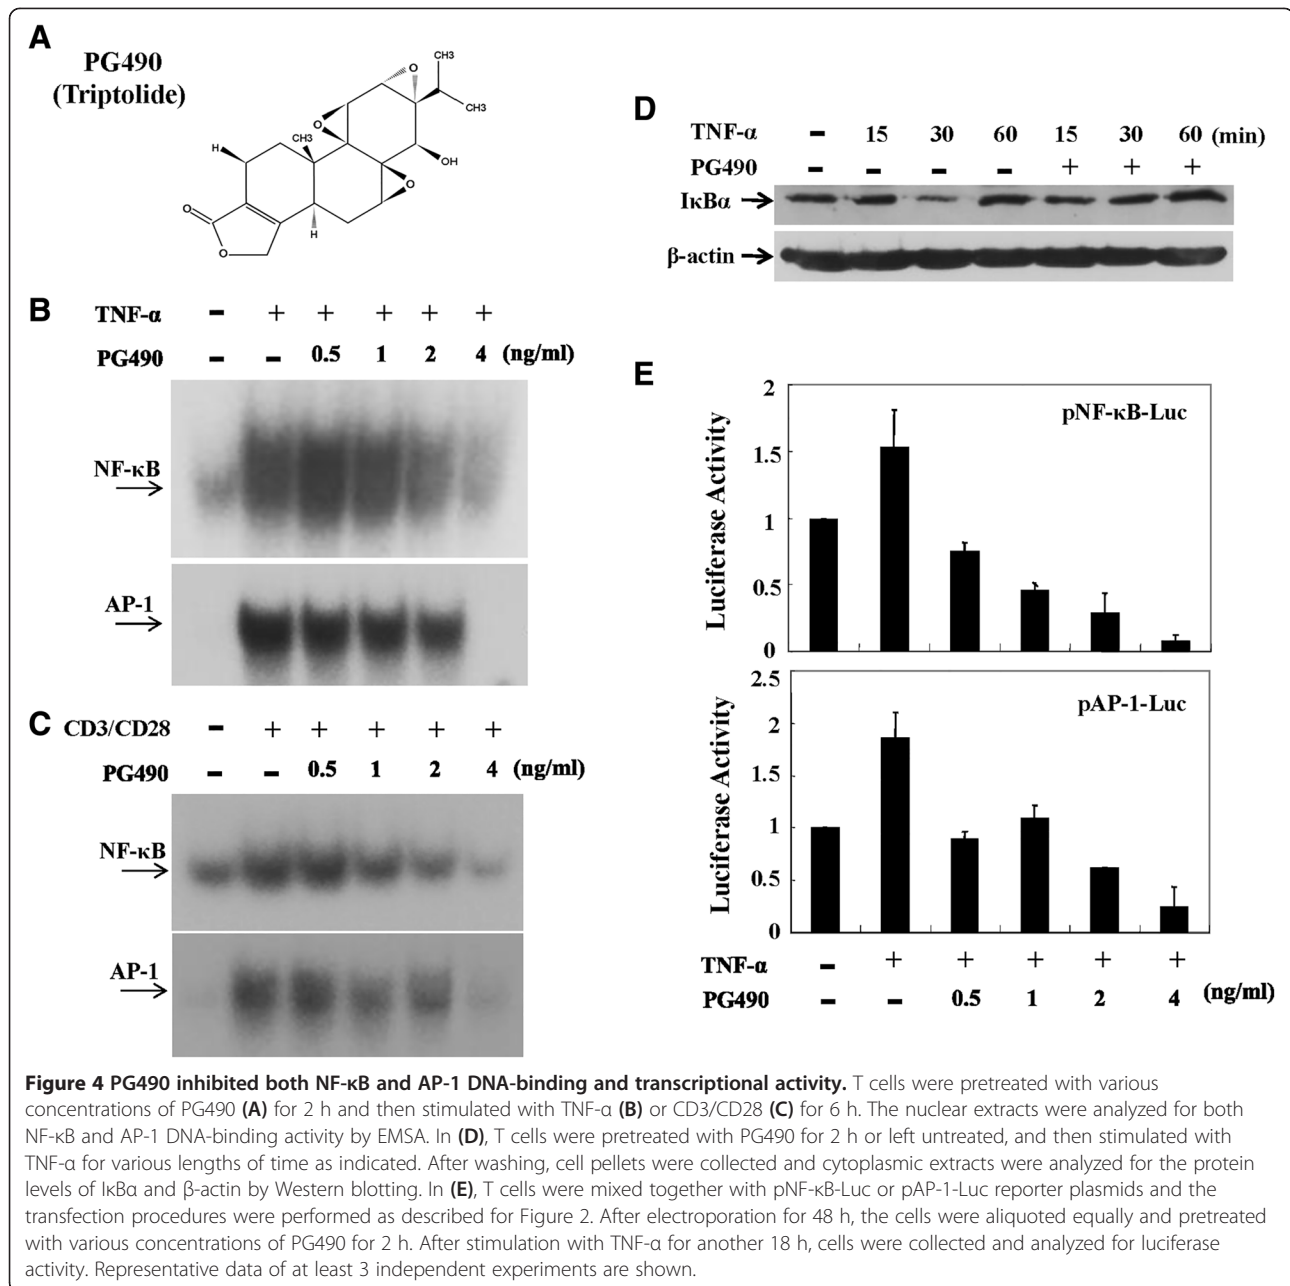 A
PG490
(Triptolide)
CH3
O
CH3
O
CH3
H
OH
O
O
H
O
B
TNF-α - + + + + +
PG490 - - 0.5 1 2 4 (ng/ml)
NF-κB
AP-1
C
CD3/CD28 - + + + + +
PG490 - - 0.5 1 2 4 (ng/ml)
NF-κB
AP-1
D
TNF-α - 15 30 60 15 30 60 (min)
PG490 - - - - + + +
IκBα
β-actin
E
pNF-κB-Luc
Luciferase Activity
2
1.5
1
0.5
0
pAP-1-Luc
Luciferase Activity
2.5
2
1.5
1
0.5
0
TNF-α - + + + + +
PG490 - - 0.5 1 2 4 (ng/ml)
Figure 4 PG490 inhibited both NF-κB and AP-1 DNA-binding and transcriptional activity. T cells were pretreated with various
concentrations of PG490 (A) for 2 h and then stimulated with TNF-α (B) or CD3/CD28 (C) for 6 h. The nuclear extracts were analyzed for both
NF-κB and AP-1 DNA-binding activity by EMSA. In (D), T cells were pretreated with PG490 for 2 h or left untreated, and then stimulated with
TNF-α for various lengths of time as indicated. After washing, cell pellets were collected and cytoplasmic extracts were analyzed for the protein
levels of IκBα and β-actin by Western blotting. In (E), T cells were mixed together with pNF-κB-Luc or pAP-1-Luc reporter plasmids and the
transfection procedures were performed as described for Figure 2. After electroporation for 48 h, the cells were aliquoted equally and pretreated
with various concentrations of PG490 for 2 h. After stimulation with TNF-α for another 18 h, cells were collected and analyzed for luciferase
activity. Representative data of at least 3 independent experiments are shown.